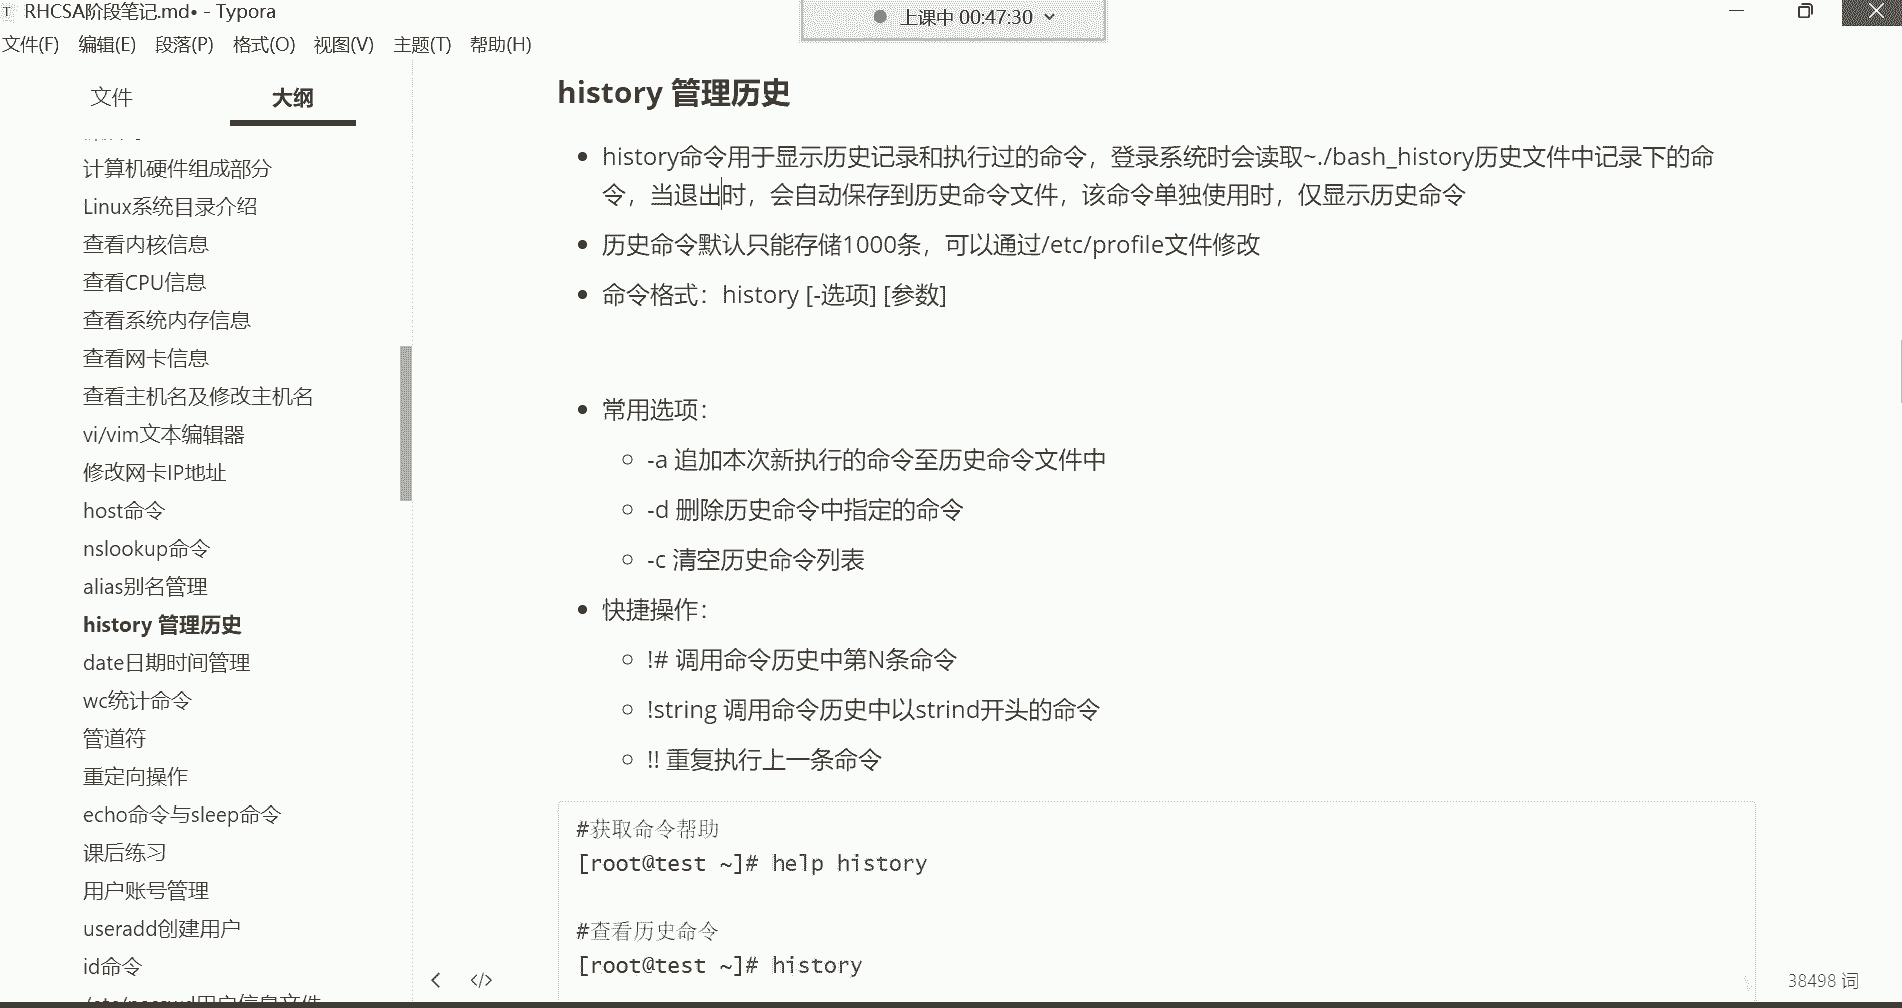 RHCSA阶段笔记.md• - Typora
上课中 00:47:30
文件(F) 编辑(E) 段落(P) 格式(O) 视图(V) 主题(T) 帮助(H)
文件 大纲
计算机硬件组成部分
Linux系统目录介绍
查看内核信息
查看CPU信息
查看系统内存信息
查看网卡信息
查看主机名及修改主机名
vi/vim文本编辑器
修改网卡IP地址
host命令
nslookup命令
alias别名管理
history 管理历史
date日期时间管理
wc统计命令
管道符
重定向操作
echo命令与sleep命令
课后练习
用户账号管理
useradd创建用户
id命令
/etc/passwd用户信息文件
history 管理历史
history命令用于显示历史记录和执行过的命令，登录系统时会读取~./bash_history历史文件中记录下的命
令，当退出时，会自动保存到历史命令文件，该命令单独使用时，仅显示历史命令
历史命令默认只能存储1000条，可以通过/etc/profile文件修改
命令格式：history [-选项] [参数]
常用选项：
-a 追加本次新执行的命令至历史命令文件中
-d 删除历史命令中指定的命令
-c 清空历史命令列表
快捷操作：
!# 调用命令历史中第N条命令
!string 调用命令历史中以strind开头的命令
!! 重复执行上一条命令
#获取命令帮助
[root@test ~]# help history
#查看历史命令
[root@test ~]# history
38498 词